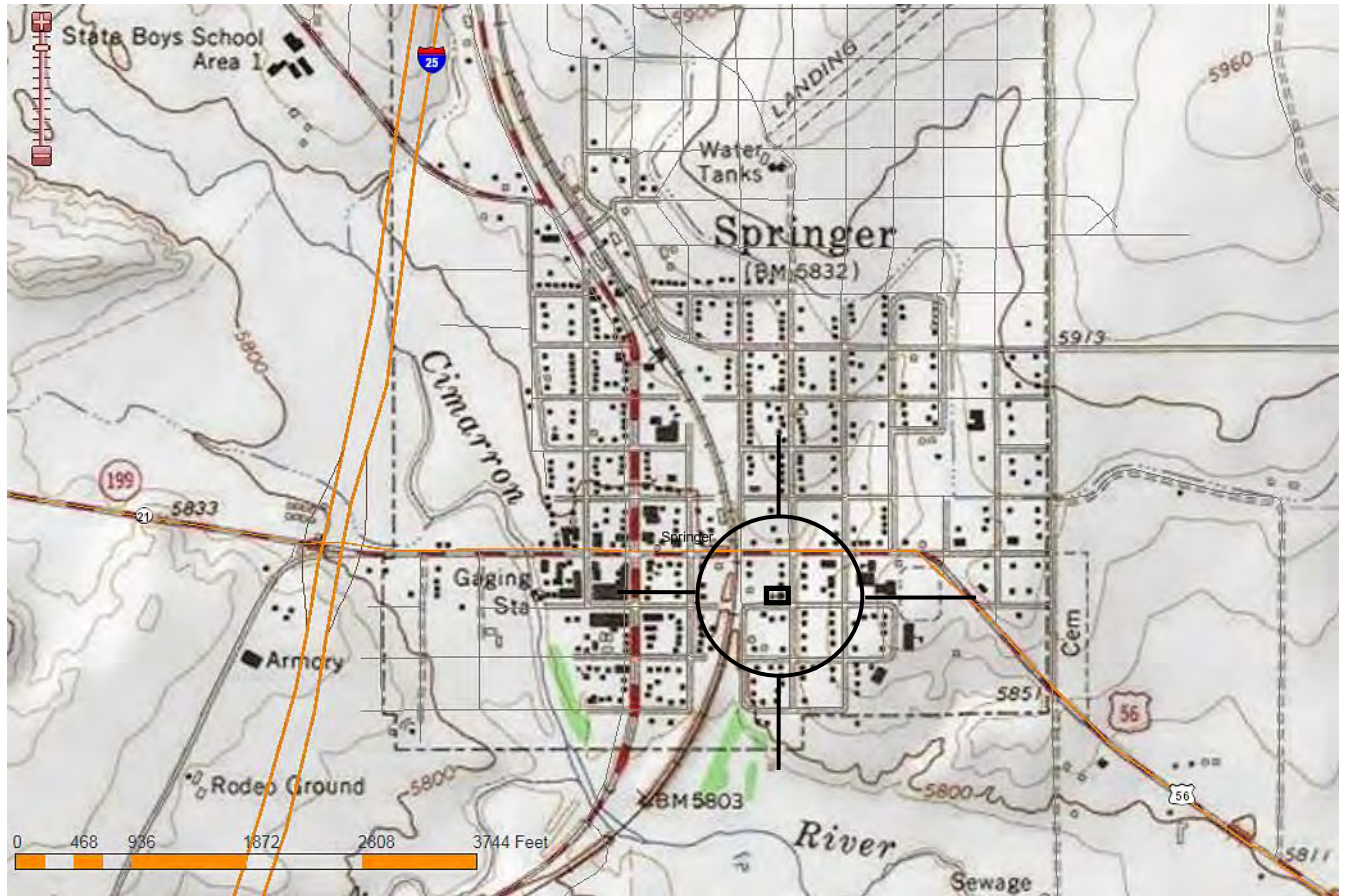 5900
State Boys School
Area 1
25
LANDING
5960
Water
Tanks
Springer
(BM 5832)
5913
5800
Cimarron
199
21
5833
Springer
Gaging
Sta
Armory
Cem
5851
56
Rodeo Ground
5800
BM 5803
5800
56
0 468 936 1872 2808 3744 Feet
River
5811
Sewage